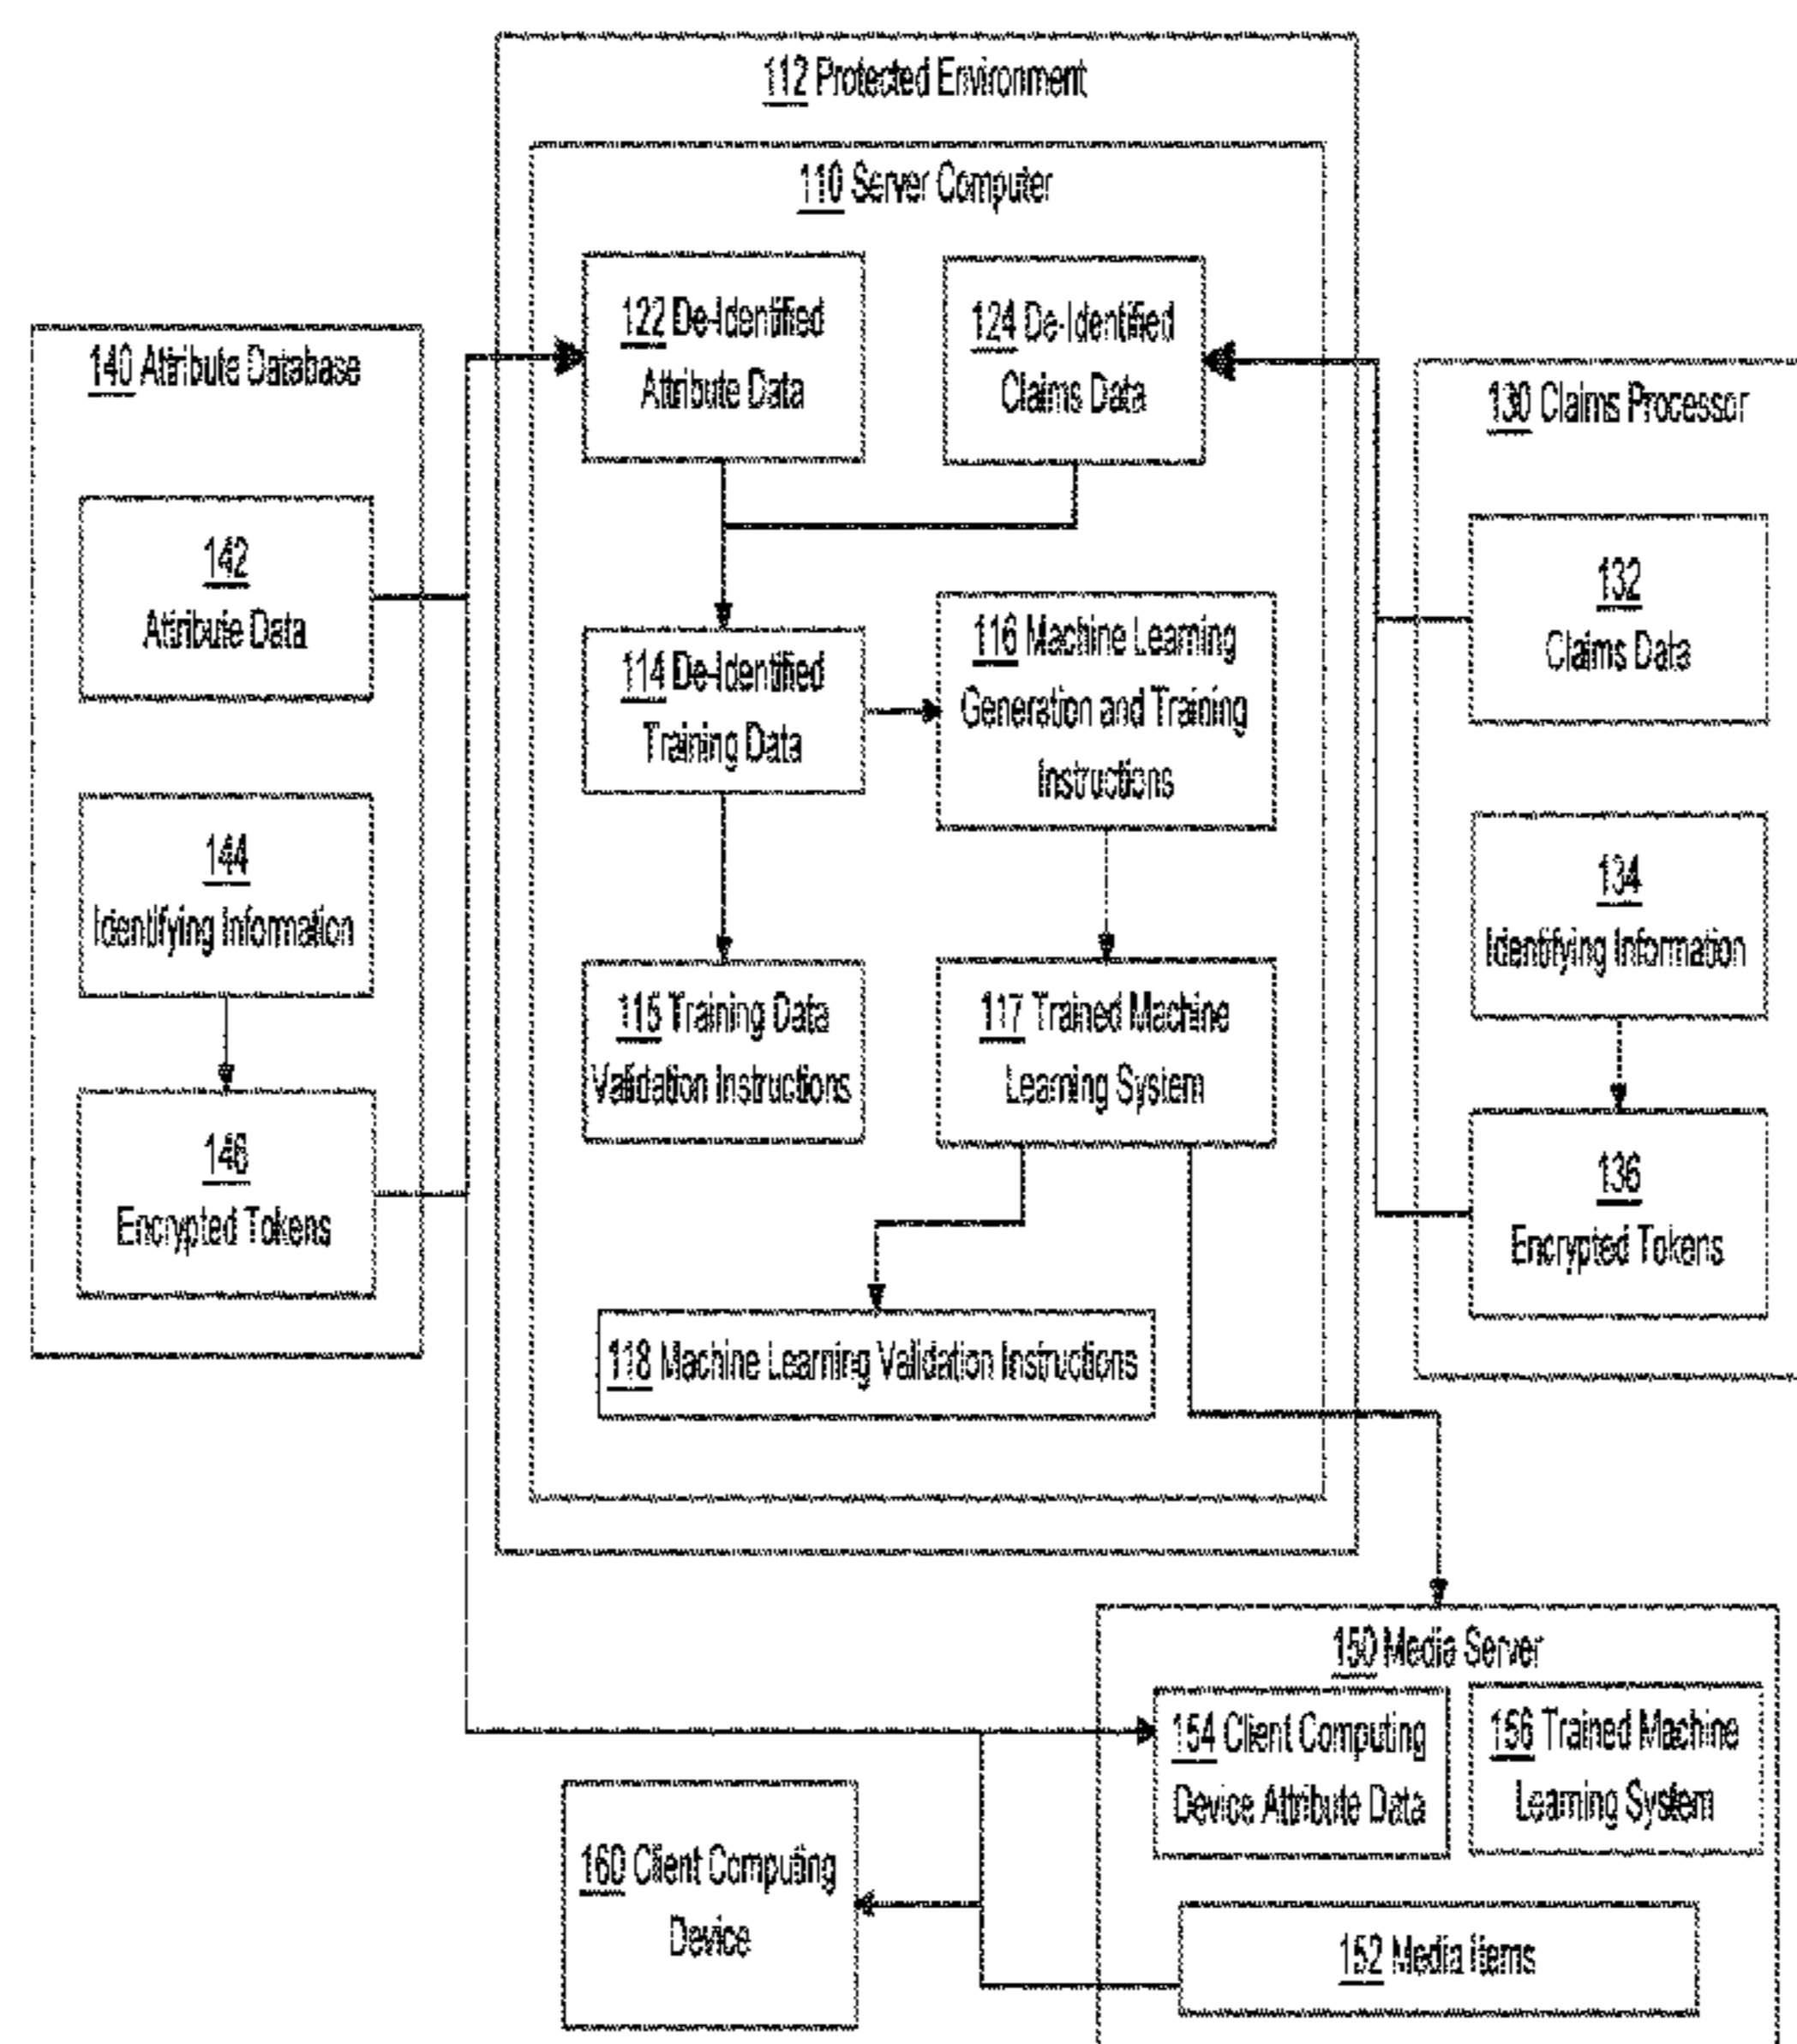 112 Protected Environment
110 Server Computer
122 De-Identified
Attribute Data
124 De-Identified
Claims Data
140 Attribute Database
130 Claims Processor
142
Attribute Data
132
Claims Data
114 De-Identified
Training Data
116 Machine Learning
Generation and Training
Instructions
144
Identifying Information
134
Identifying Information
115 Training Data
Validation Instructions
117 Trained Machine
Learning System
146
Encrypted Tokens
136
Encrypted Tokens
118 Machine Learning Validation Instructions
150 Media Server
154 Client Computing
Device Attribute Data
156 Trained Machine
Learning System
160 Client Computing
Device
152 Media Items